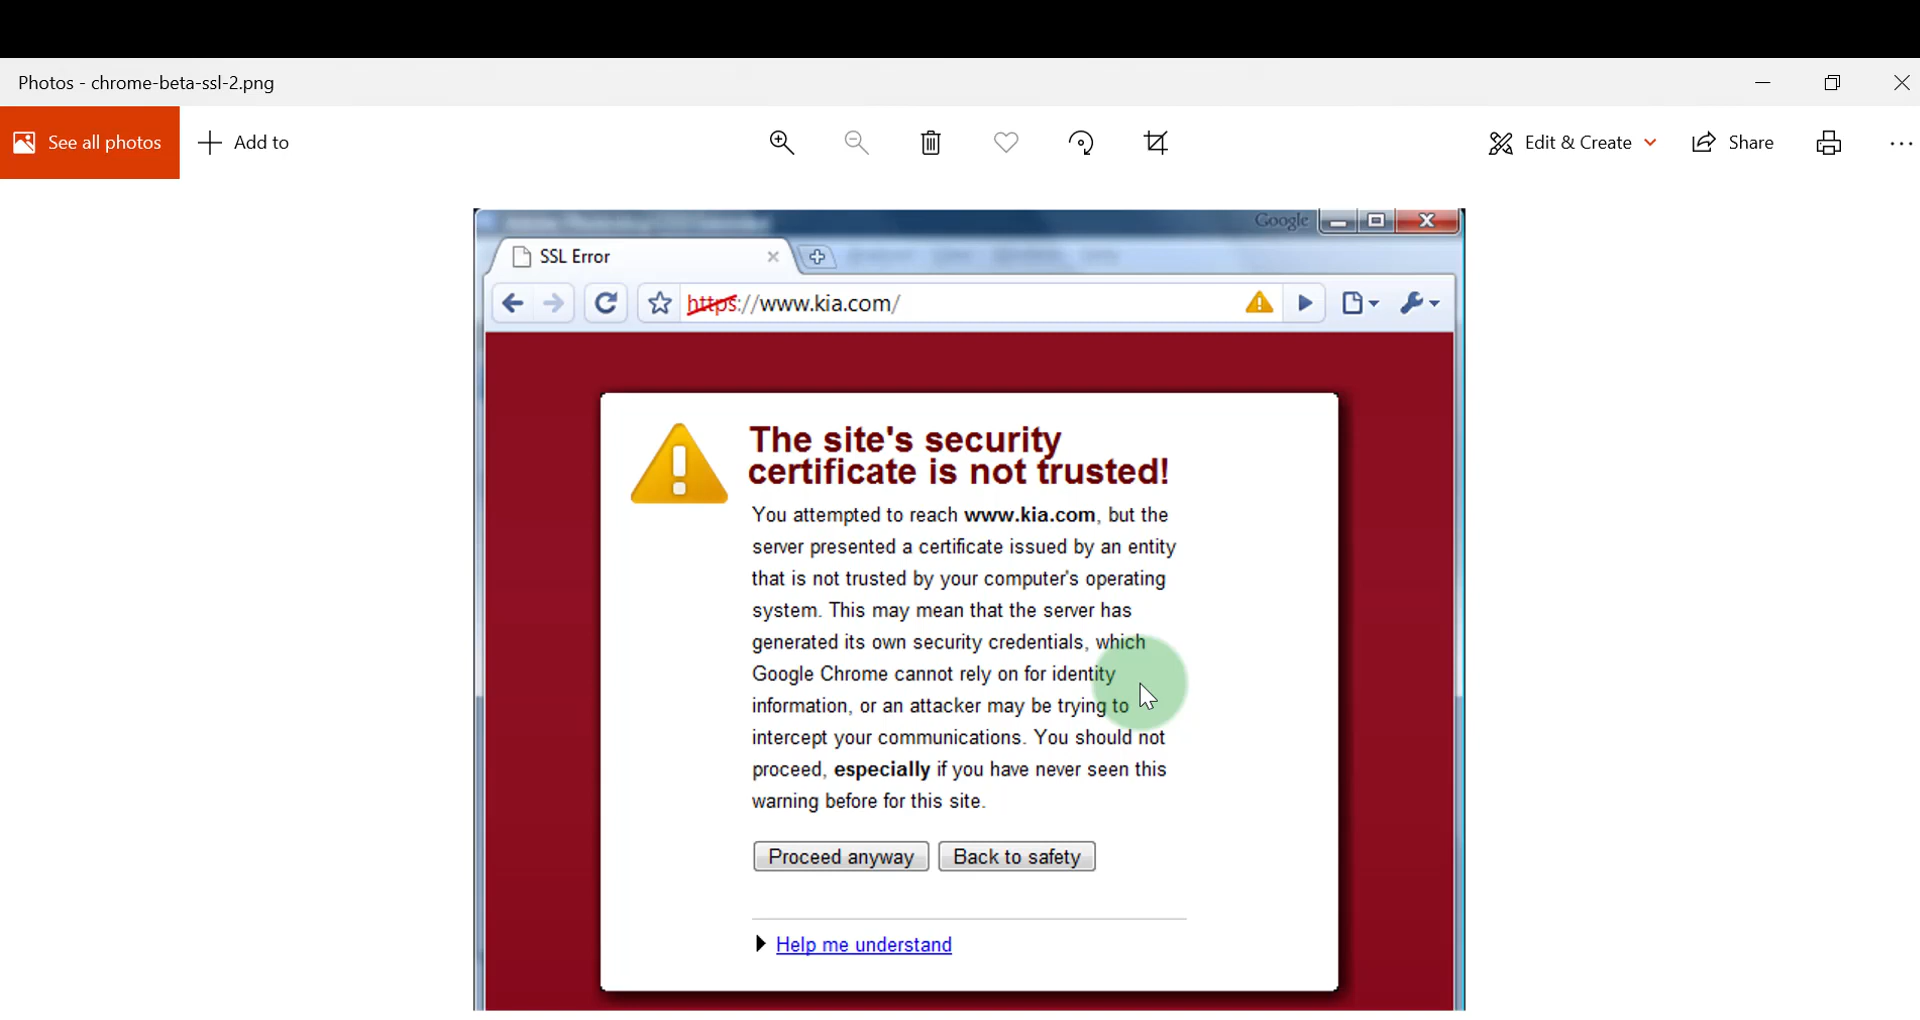 Photos - chrome-beta-ssl-2.png
See all photos
Add to
Edit & Create
Share
Google
SSL Error
https://www.kia.com/
The site's security
certificate is not trusted!
You attempted to reach www.kia.com, but the
server presented a certificate issued by an entity
that is not trusted by your computer's operating
system. This may mean that the server has
generated its own security credentials, which
Google Chrome cannot rely on for identity
information, or an attacker may be trying to
intercept your communications. You should not
proceed, especially if you have never seen this
warning before for this site.
Proceed anyway
Back to safety
Help me understand